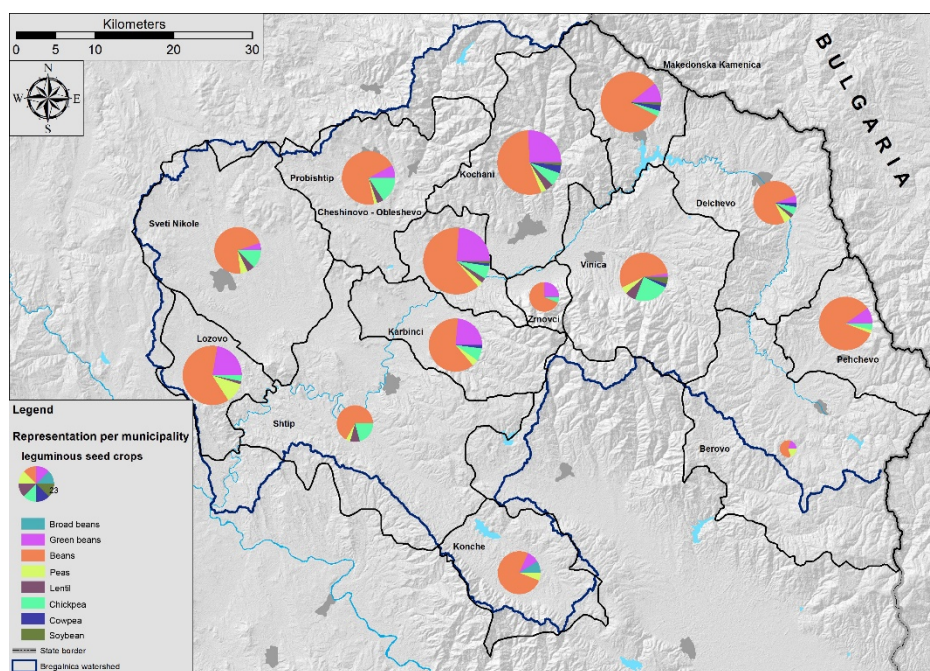 Kilometers
0 5 10 20 30
N
W E
S
BULGARIA
Makedonska Kamenica
Probishtip
Kochani
Cheshinovo - Obleshevo
Delchevo
Sveti Nikole
Vinica
Zrnovci
Karbinci
Pehchevo
Lozovo
Shtip
Berovo
Konche
Legend
Representation per municipality
leguminous seed crops
23
Broad beans
Green beans
Beans
Peas
Lentil
Chickpea
Cowpea
Soybean
State border
Bregalnica watershed